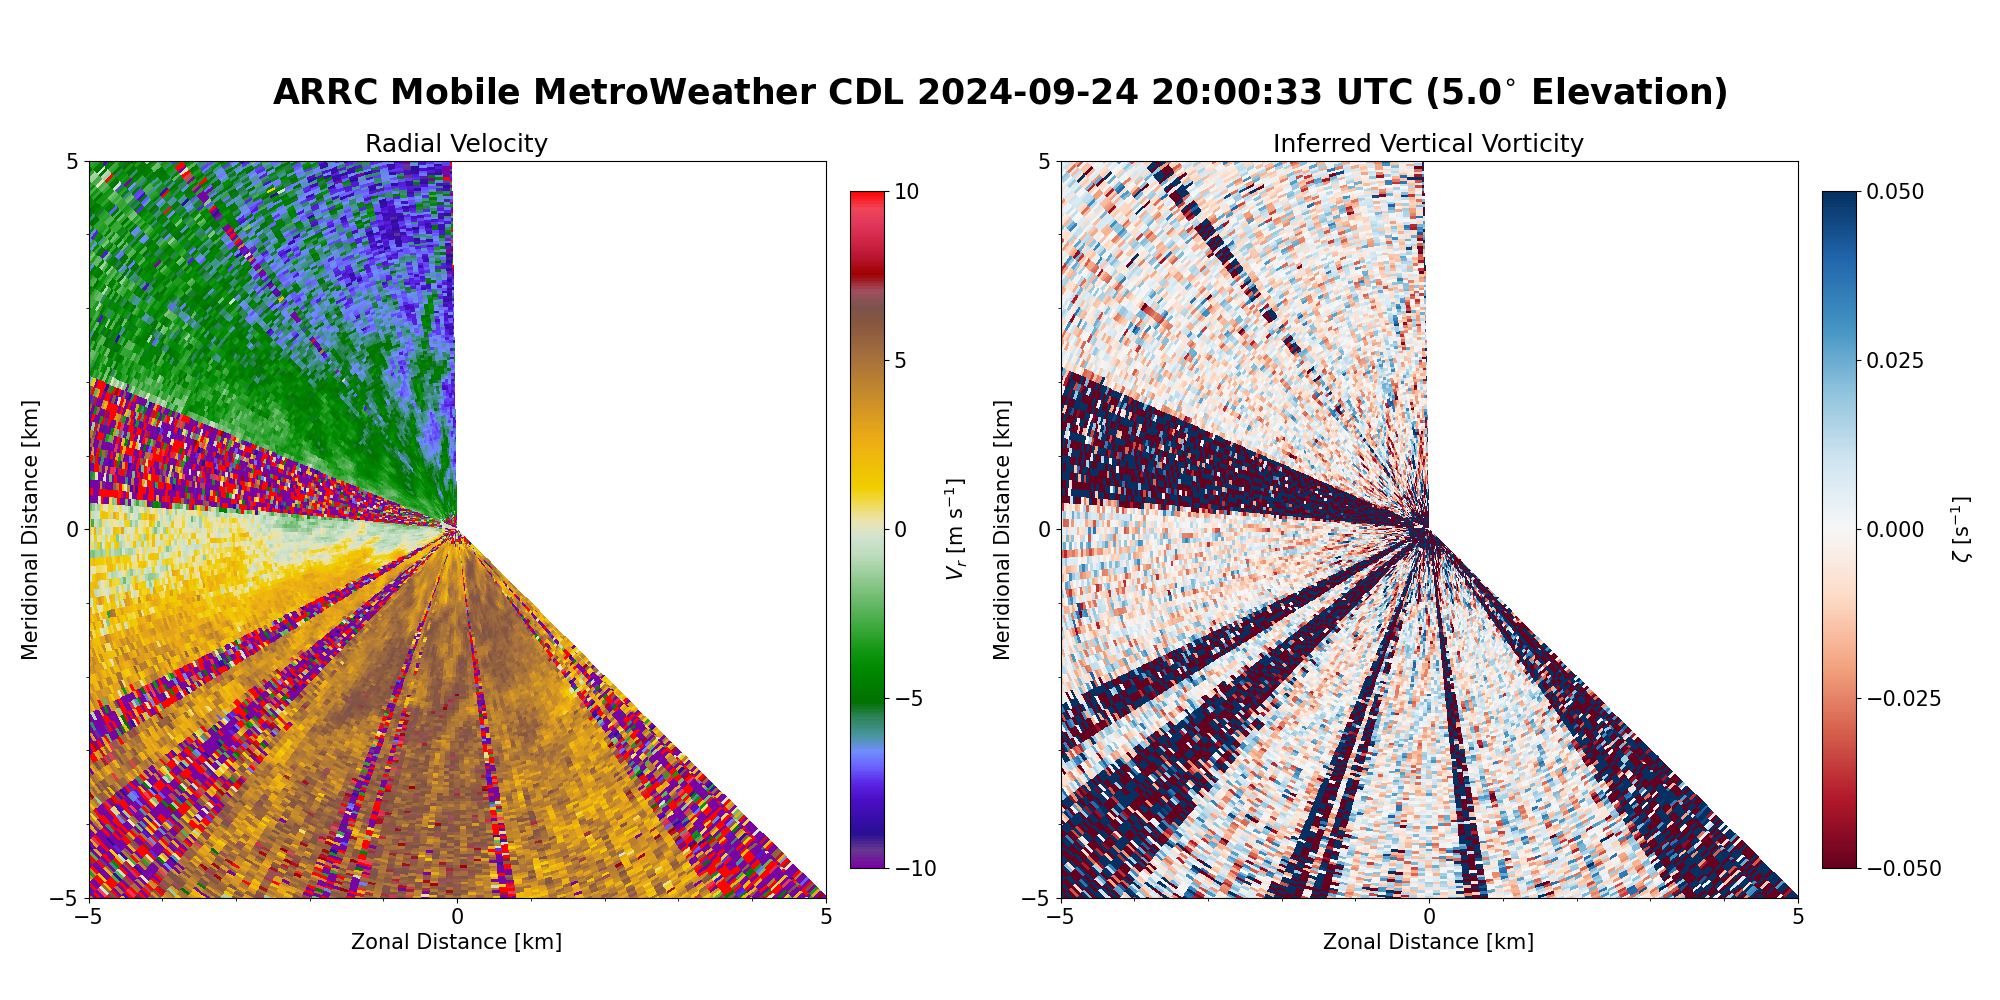 ARRC Mobile MetroWeather CDL 2024-09-24 20:00:33 UTC (5.0° Elevation)
Radial Velocity
5
0
−5
−5
0
5
Meridional Distance [km]
Zonal Distance [km]
10
5
0
−5
−10
V_r [m s⁻¹]
Inferred Vertical Vorticity
5
0
−5
−5
0
5
Meridional Distance [km]
Zonal Distance [km]
0.050
0.025
0.000
−0.025
−0.050
ζ [s⁻¹]